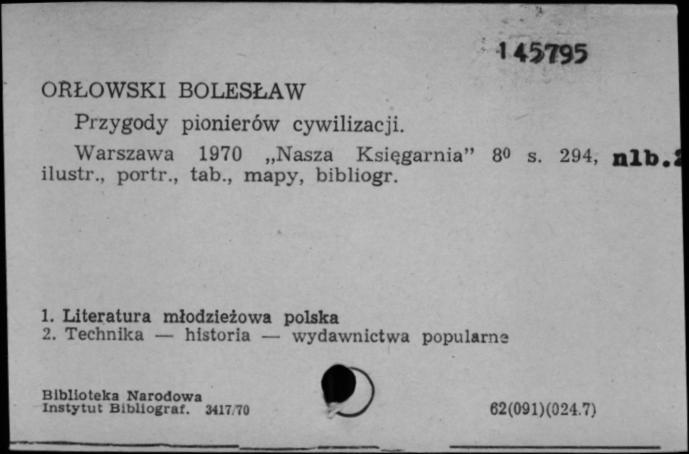 145795
ORŁOWSKI BOLESŁAW
Przygody pionierów cywilizacji.
Warszawa 1970 „Nasza Księgarnia” 8⁰ s. 294, nlb.2
ilustr., portr., tab., mapy, bibliogr.
1. Literatura młodzieżowa polska
2. Technika — historia — wydawnictwa popularne
Biblioteka Narodowa
Instytut Bibliograf. 3417/70
62(091)(024.7)